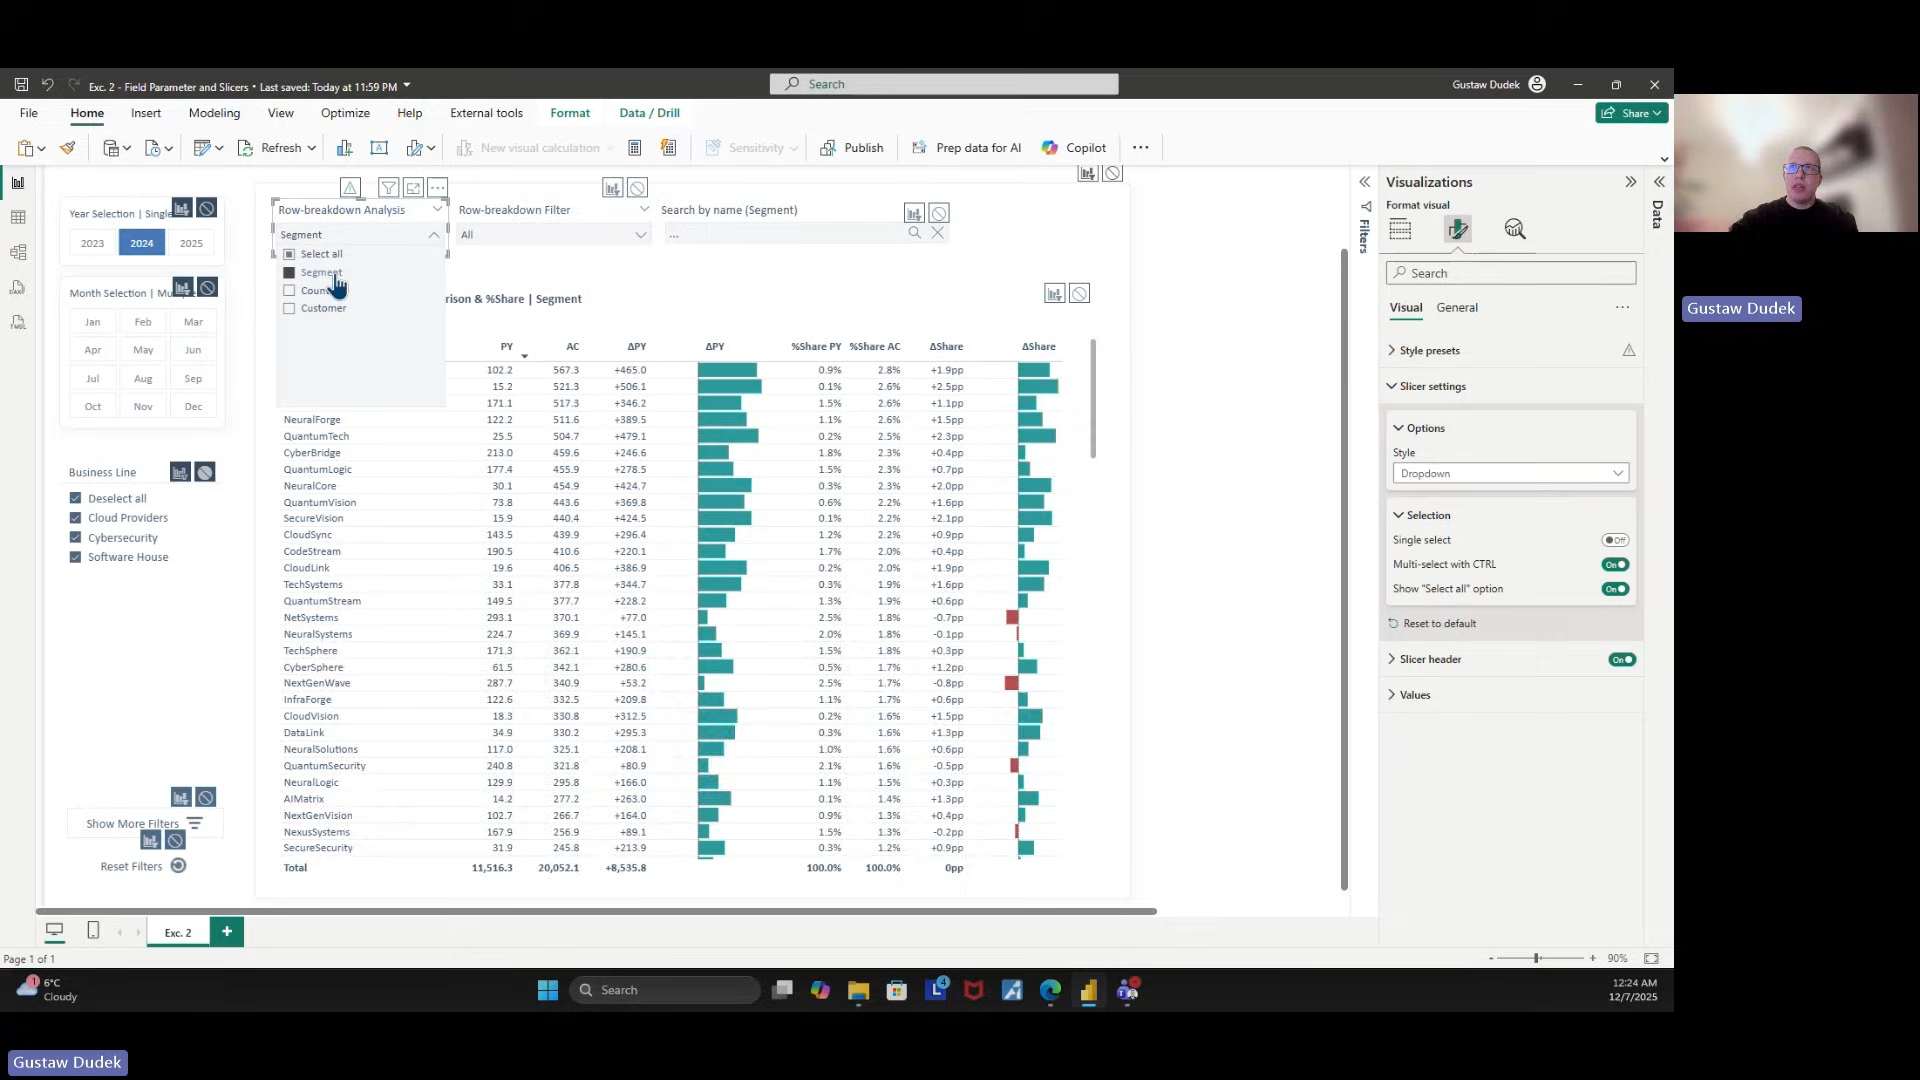 Exc. 2 - Field Parameter and Slicers • Last saved: Today at 11:59 PM
Search
Gustaw Dudek
File Home Insert Modeling View Optimize Help External tools Format Data / Drill
Share
Refresh New visual calculation Sensitivity Publish Prep data for AI Copilot
Year Selection | Single
2023 2024 2025
Month Selection | Mu
Jan Feb Mar
Apr May Jun
Jul Aug Sep
Oct Nov Dec
Business Line
Deselect all
Cloud Providers
Cybersecurity
Software House
Show More Filters
Reset Filters
Row-breakdown Analysis
Segment
Select all
Segment
Coun
Customer
Row-breakdown Filter
All
Search by name (Segment)
...
rison & %Share | Segment
PY AC ΔPY ΔPY %Share PY %Share AC ΔShare ΔShare
102.2 567.3 +465.0 0.9% 2.8% +1.9pp
15.2 521.3 +506.1 0.1% 2.6% +2.5pp
171.1 517.3 +346.2 1.5% 2.6% +1.1pp
NeuralForge 122.2 511.6 +389.5 1.1% 2.6% +1.5pp
QuantumTech 25.5 504.7 +479.1 0.2% 2.5% +2.3pp
CyberBridge 213.0 459.6 +246.6 1.8% 2.3% +0.4pp
QuantumLogic 177.4 455.9 +278.5 1.5% 2.3% +0.7pp
NeuralCore 30.1 454.9 +424.7 0.3% 2.3% +2.0pp
QuantumVision 73.8 443.6 +369.8 0.6% 2.2% +1.6pp
SecureVision 15.9 440.4 +424.5 0.1% 2.2% +2.1pp
CloudSync 143.5 439.9 +296.4 1.2% 2.2% +0.9pp
CodeStream 190.5 410.6 +220.1 1.7% 2.0% +0.4pp
CloudLink 19.6 406.5 +386.9 0.2% 2.0% +1.9pp
TechSystems 33.1 377.8 +344.7 0.3% 1.9% +1.6pp
QuantumStream 149.5 377.7 +228.2 1.3% 1.9% +0.6pp
NetSystems 293.1 370.1 +77.0 2.5% 1.8% -0.7pp
NeuralSystems 224.7 369.9 +145.1 2.0% 1.8% -0.1pp
TechSphere 171.3 362.1 +190.9 1.5% 1.8% +0.3pp
CyberSphere 61.5 342.1 +280.6 0.5% 1.7% +1.2pp
NextGenWave 287.7 340.9 +53.2 2.5% 1.7% -0.8pp
InfraForge 122.6 332.5 +209.8 1.1% 1.7% +0.6pp
CloudVision 18.3 330.8 +312.5 0.2% 1.6% +1.5pp
DataLink 34.9 330.2 +295.3 0.3% 1.6% +1.3pp
NeuralSolutions 117.0 325.1 +208.1 1.0% 1.6% +0.6pp
QuantumSecurity 240.8 321.8 +80.9 2.1% 1.6% -0.5pp
NeuralLogic 129.9 295.8 +166.0 1.1% 1.5% +0.3pp
AIMatrix 14.2 277.2 +263.0 0.1% 1.4% +1.3pp
NextGenVision 102.7 266.7 +164.0 0.9% 1.3% +0.4pp
NexusSystems 167.9 256.9 +89.1 1.5% 1.3% -0.2pp
SecureSecurity 31.9 245.8 +213.9 0.3% 1.2% +0.9pp
Total 11,516.3 20,052.1 +8,535.8 100.0% 100.0% 0pp
Filters
Visualizations
Format visual
Search
Visual General
Style presets
Slicer settings
Options
Style
Dropdown
Selection
Single select Off
Multi-select with CTRL On
Show "Select all" option On
Reset to default
Slicer header On
Values
Data
Exc. 2
Page 1 of 1
90%
1
6°C
Cloudy
Search
4
12:24 AM
12/7/2025
Gustaw Dudek
Gustaw Dudek